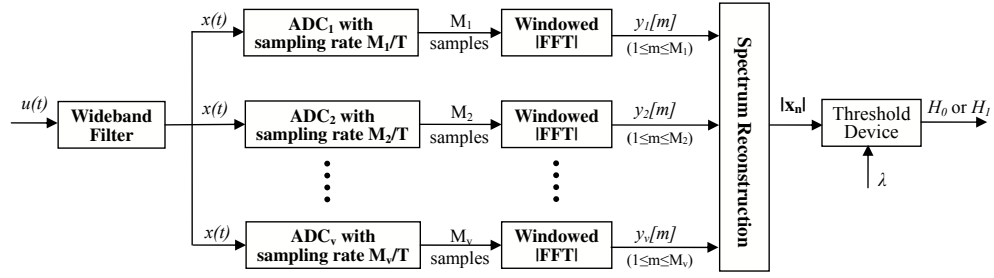 u(t)
Wideband
Filter
x(t)
ADC₁ with
sampling rate M₁/T
M₁
samples
Windowed
|FFT|
y₁[m]
(1≤m≤M₁)
x(t)
ADC₂ with
sampling rate M₂/T
M₂
samples
Windowed
|FFT|
y₂[m]
(1≤m≤M₂)
x(t)
ADCᵥ with
sampling rate Mᵥ/T
Mᵥ
samples
Windowed
|FFT|
yᵥ[m]
(1≤m≤Mᵥ)
Spectrum Reconstruction
|xₙ|
Threshold
Device
λ
H₀ or H₁